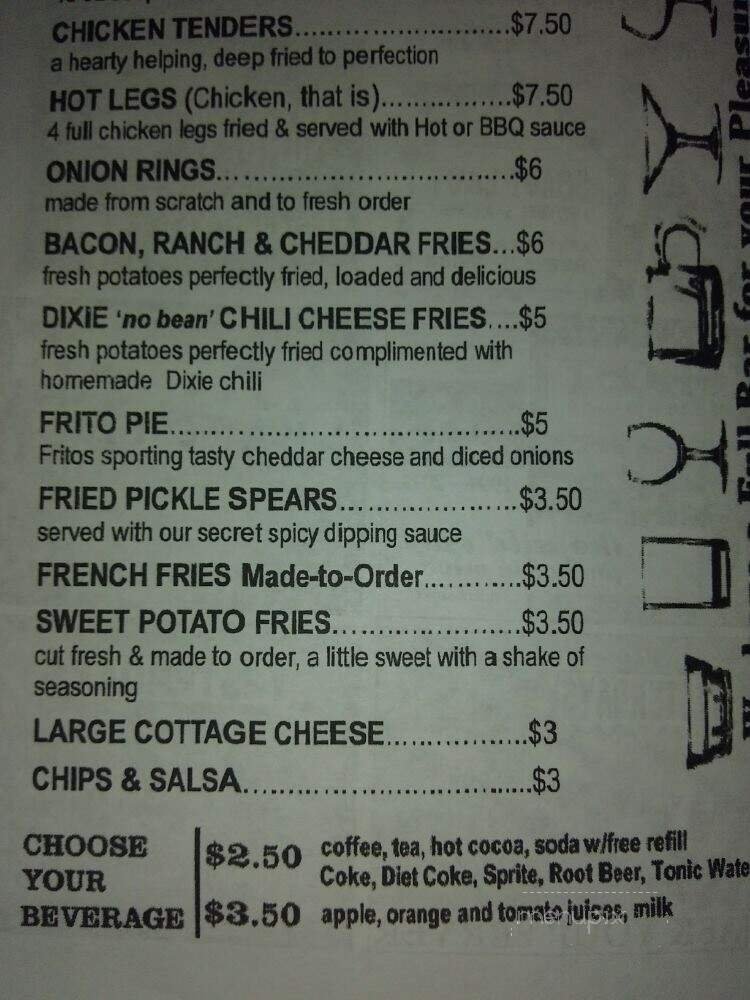 CHICKEN TENDERS..............................$7.50
a hearty helping, deep fried to perfection
HOT LEGS (Chicken, that is)..................$7.50
4 full chicken legs fried & served with Hot or BBQ sauce
ONION RINGS.......................................$6
made from scratch and to fresh order
BACON, RANCH & CHEDDAR FRIES...$6
fresh potatoes perfectly fried, loaded and delicious
DIXIE 'no bean' CHILI CHEESE FRIES....$5
fresh potatoes perfectly fried complimented with
homemade Dixie chili
FRITO PIE..............................................$5
Fritos sporting tasty cheddar cheese and diced onions
FRIED PICKLE SPEARS.......................$3.50
served with our secret spicy dipping sauce
FRENCH FRIES Made-to-Order............$3.50
SWEET POTATO FRIES........................$3.50
cut fresh & made to order, a little sweet with a shake of
seasoning
LARGE COTTAGE CHEESE..................$3
CHIPS & SALSA.....................................$3
CHOOSE
YOUR
BEVERAGE
$2.50 coffee, tea, hot cocoa, soda w/free refill
Coke, Diet Coke, Sprite, Root Beer, Tonic Wate
$3.50 apple, orange and tomato juices, milk
menupix
Full Bar for your Pleasur